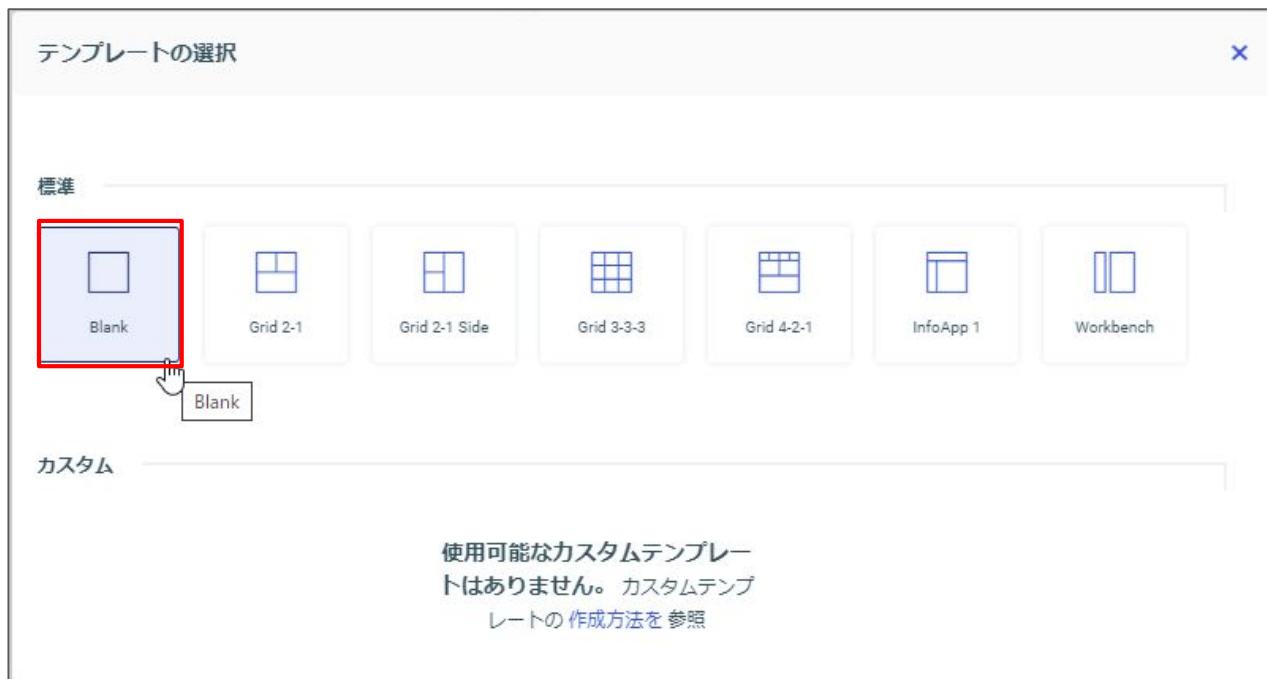 テンプレートの選択
標準
Blank
Grid 2-1
Grid 2-1 Side
Grid 3-3-3
Grid 4-2-1
InfoApp 1
Workbench
Blank
カスタム
使用可能なカスタムテンプレー
トはありません。 カスタムテンプ
レートの 作成方法を 参照